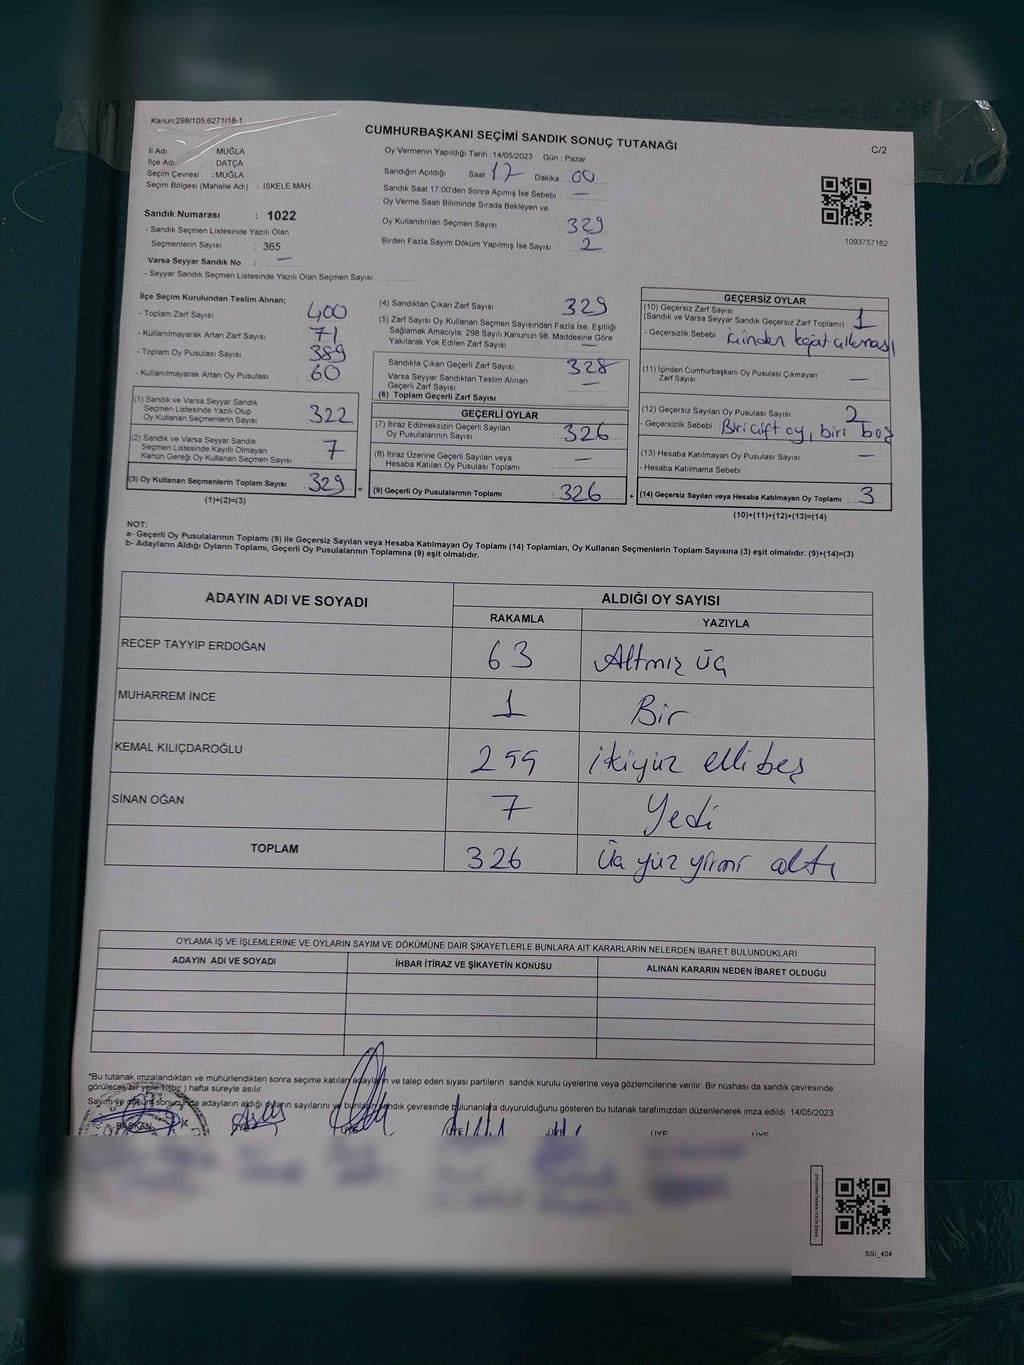 Kanun:298/105,6271/18-1
CUMHURBAŞKANI SEÇİMİ SANDIK SONUÇ TUTANAĞI
C/2
İl Adı : MUĞLA
İlçe Adı : DATÇA
Seçim Çevresi : MUĞLA
Seçim Bölgesi (Mahalle Adı) : İSKELE MAH.
Oy Vermenin Yapıldığı Tarih :14/05/2023 Gün : Pazar
Sandığın Açıldığı Saat 17 Dakika 00
Sandık Saat 17.00'den Sonra Açımış İse Sebebi : —
Oy Verme Saati Bitiminde Sırada Bekleyen ve
Oy Kullandırılan Seçmen Sayısı : 329
Birden Fazla Sayım Döküm Yapılmış İse Sayısı : 2
1093757162
Sandık Numarası : 1022
- Sandık Seçmen Listesinde Yazılı Olan
Seçmenlerin Sayısı : 365
Varsa Seyyar Sandık No : —
- Seyyar Sandık Seçmen Listesinde Yazılı Olan Seçmen Sayısı:
İlçe Seçim Kurulundan Teslim Alınan;
- Toplam Zarf Sayısı : 400
- Kullanılmayarak Artan Zarf Sayısı : 71
- Toplam Oy Pusulası Sayısı : 389
- Kullanılmayarak Artan Oy Pusulası : 60
(1) Sandık ve Varsa Seyyar Sandık
Seçmen Listesinde Yazılı Olup
Oy Kullanan Seçmenlerin Sayısı : 322
(2) Sandık ve Varsa Seyyar Sandık
Seçmen Listesinde Kayıtlı Olmayan
Kanun Gereği Oy Kullanan Seçmen Sayısı : 7
(3) Oy Kullanan Seçmenlerin Toplam Sayısı : 329
(1)+(2)=(3)
(4) Sandıktan Çıkan Zarf Sayısı : 329
(5) Zarf Sayısı Oy Kullanan Seçmen Sayısından Fazla İse, Eşitliği
Sağlamak Amacıyla; 298 Sayılı Kanunun 98. Maddesine Göre
Yakılarak Yok Edilen Zarf Sayısı : —
Sandıkta Çıkan Geçerli Zarf Sayısı : 328
Varsa Seyyar Sandıktan Teslim Alınan
Geçerli Zarf Sayısı : —
(6) Toplam Geçerli Zarf Sayısı :
GEÇERLİ OYLAR
(7) İtiraz Edilmeksizin Geçerli Sayılan
Oy Pusulalarının Sayısı : 326
(8) İtiraz Üzerine Geçerli Sayılan veya
Hesaba Katılan Oy Pusulası Toplamı : —
= (9) Geçerli Oy Pusulalarının Toplamı : 326
GEÇERSİZ OYLAR
(10) Geçersiz Zarf Sayısı
(Sandık ve Varsa Seyyar Sandık Geçersiz Zarf Toplamı) : 1
- Geçersizlik Sebebi : içinden kağıt çıkması
(11) İçinden Cumhurbaşkanı Oy Pusulası Çıkmayan
Zarf Sayısı : —
(12) Geçersiz Sayılan Oy Pusulası Sayısı : 2
- Geçersizlik Sebebi : Biri çift oy, biri boş
(13) Hesaba Katılmayan Oy Pusulası Sayısı : —
- Hesaba Katılmama Sebebi :
+ (14) Geçersiz Sayılan veya Hesaba Katılmayan Oy Toplamı : 3
(10)+(11)+(12)+(13)=(14)
NOT:
a- Geçerli Oy Pusulalarının Toplamı (9) ile Geçersiz Sayılan veya Hesaba Katılmayan Oy Toplamı (14) Toplamları, Oy Kullanan Seçmenlerin Toplam Sayısına (3) eşit olmalıdır. (9)+(14)=(3)
b- Adayların Aldığı Oyların Toplamı, Geçerli Oy Pusulalarının Toplamına (9) eşit olmalıdır.
ADAYIN ADI VE SOYADI ALDIĞI OY SAYISI
RAKAMLA YAZIYLA
RECEP TAYYİP ERDOĞAN 63 Altmız üç
MUHARREM İNCE 1 Bir
KEMAL KILIÇDAROĞLU 255 ikiyüz ellibeş
SİNAN OĞAN 7 Yedi
TOPLAM 326 üç yüz yirmi altı
OYLAMA İŞ VE İŞLEMLERİNE VE OYLARIN SAYIM VE DÖKÜMÜNE DAİR ŞİKAYETLERLE BUNLARA AİT KARARLARIN NELERDEN İBARET BULUNDUKLARI
ADAYIN ADI VE SOYADI İHBAR İTİRAZ VE ŞİKAYETİN KONUSU ALINAN KARARIN NEDEN İBARET OLDUĞU
*Bu tutanak imzalandıktan ve mühürlendikten sonra seçime katılan adayların ve talep eden siyasi partilerin sandık kurulu üyelerine veya gözlemcilerine verilir. Bir nüshası da sandık çevresinde
görülecek bir yere 1 (bir) hafta süreyle asılır.
Sayım ve döküm sonucunda adayların aldığı oyların sayılarını ve bunların sandık çevresinde bulunanlara duyurulduğunu gösteren bu tutanak tarafımızdan düzenlenerek imza edildi. 14/05/2023
BAŞKAN ÜYE ÜYE ÜYE ÜYE ÜYE
SSİ_404